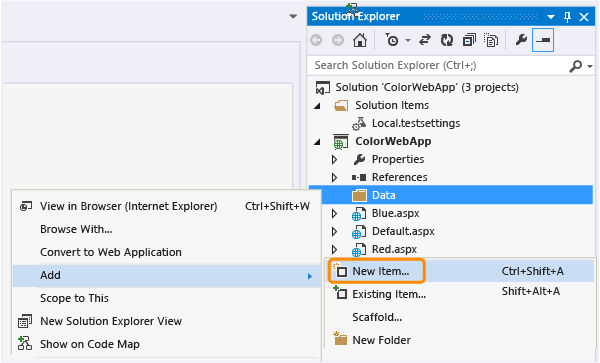 Solution Explorer
Search Solution Explorer (Ctrl+;)
Solution 'ColorWebApp' (3 projects)
Solution Items
Local.testsettings
ColorWebApp
Properties
References
Data
Blue.aspx
Default.aspx
Red.aspx
View in Browser (Internet Explorer) Ctrl+Shift+W
Browse With...
Convert to Web Application
Add
Scope to This
New Solution Explorer View
Show on Code Map
New Item... Ctrl+Shift+A
Existing Item... Shift+Alt+A
Scaffold...
New Folder